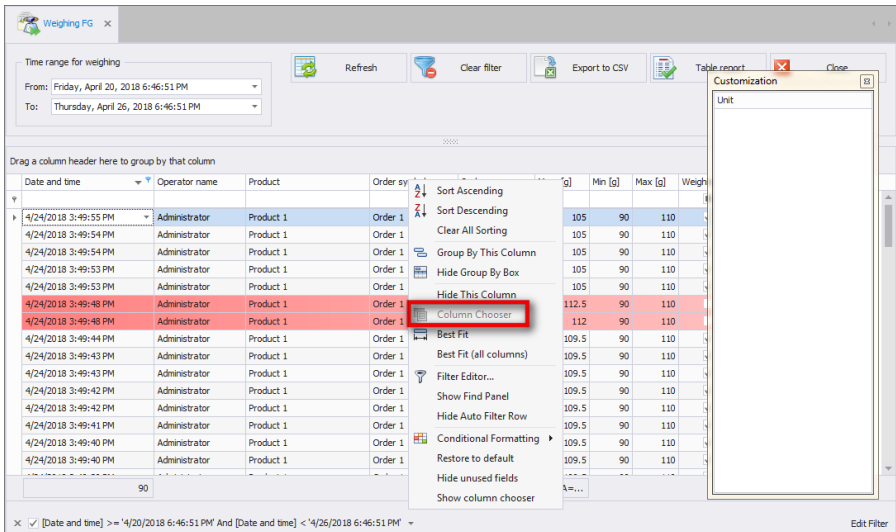 Weighing FG
Time range for weighing
From: Friday, April 20, 2018 6:46:51 PM
To: Thursday, April 26, 2018 6:46:51 PM
Refresh
Clear filter
Export to CSV
Table report
Close
Customization
Unit
Drag a column header here to group by that column
Date and time Operator name Product Order sy [g] Min [g] Max [g] Weigh
4/24/2018 3:49:55 PM Administrator Product 1 Order 1 105 90 110
4/24/2018 3:49:54 PM Administrator Product 1 Order 1 105 90 110
4/24/2018 3:49:54 PM Administrator Product 1 Order 1 105 90 110
4/24/2018 3:49:53 PM Administrator Product 1 Order 1 105 90 110
4/24/2018 3:49:53 PM Administrator Product 1 Order 1 105 90 110
4/24/2018 3:49:48 PM Administrator Product 1 Order 1 112.5 90 110
4/24/2018 3:49:48 PM Administrator Product 1 Order 1 112 90 110
4/24/2018 3:49:44 PM Administrator Product 1 Order 1 109.5 90 110
4/24/2018 3:49:43 PM Administrator Product 1 Order 1 109.5 90 110
4/24/2018 3:49:43 PM Administrator Product 1 Order 1 109.5 90 110
4/24/2018 3:49:42 PM Administrator Product 1 Order 1 109.5 90 110
4/24/2018 3:49:42 PM Administrator Product 1 Order 1 109.5 90 110
4/24/2018 3:49:41 PM Administrator Product 1 Order 1 109.5 90 110
4/24/2018 3:49:40 PM Administrator Product 1 Order 1 109.5 90 110
4/24/2018 3:49:40 PM Administrator Product 1 Order 1 109.5 90 110
90 A=...
Sort Ascending
Sort Descending
Clear All Sorting
Group By This Column
Hide Group By Box
Hide This Column
Column Chooser
Best Fit
Best Fit (all columns)
Filter Editor...
Show Find Panel
Hide Auto Filter Row
Conditional Formatting
Restore to default
Hide unused fields
Show column chooser
[Date and time] >= '4/20/2018 6:46:51 PM' And [Date and time] < '4/26/2018 6:46:51 PM'
Edit Filter